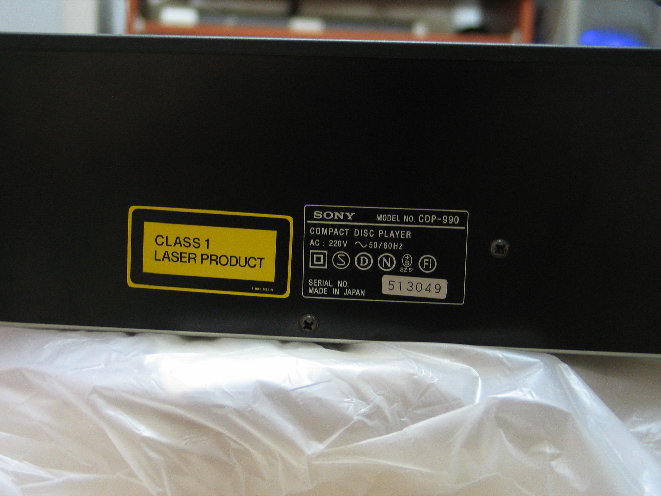 CLASS 1
LASER PRODUCT
SONY MODEL NO. CDP-990
COMPACT DISC PLAYER
AC : 220V ～50/60Hz
S D N FI
SERIAL NO. 513049
MADE IN JAPAN